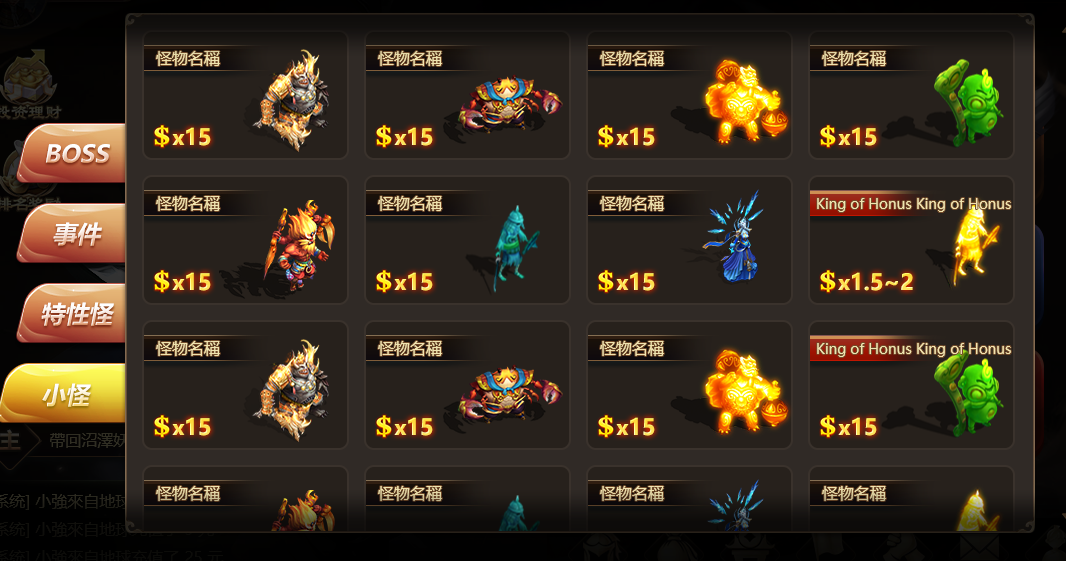 投资理财
排名奖励
BOSS
事件
特性怪
小怪
怪物名稱
怪物名稱
怪物名稱
怪物名稱
$x15
$x15
$x15
$x15
怪物名稱
怪物名稱
怪物名稱
King of Honus King of Honus
$x15
$x15
$x15
$x1.5~2
怪物名稱
怪物名稱
怪物名稱
King of Honus King of Honus
$x15
$x15
$x15
$x15
怪物名稱
怪物名稱
怪物名稱
怪物名稱
主
帶回沼澤妖
系統] 小強來自地球
系統] 小強來自地球
系統] 小強來自地球充值了 25 元